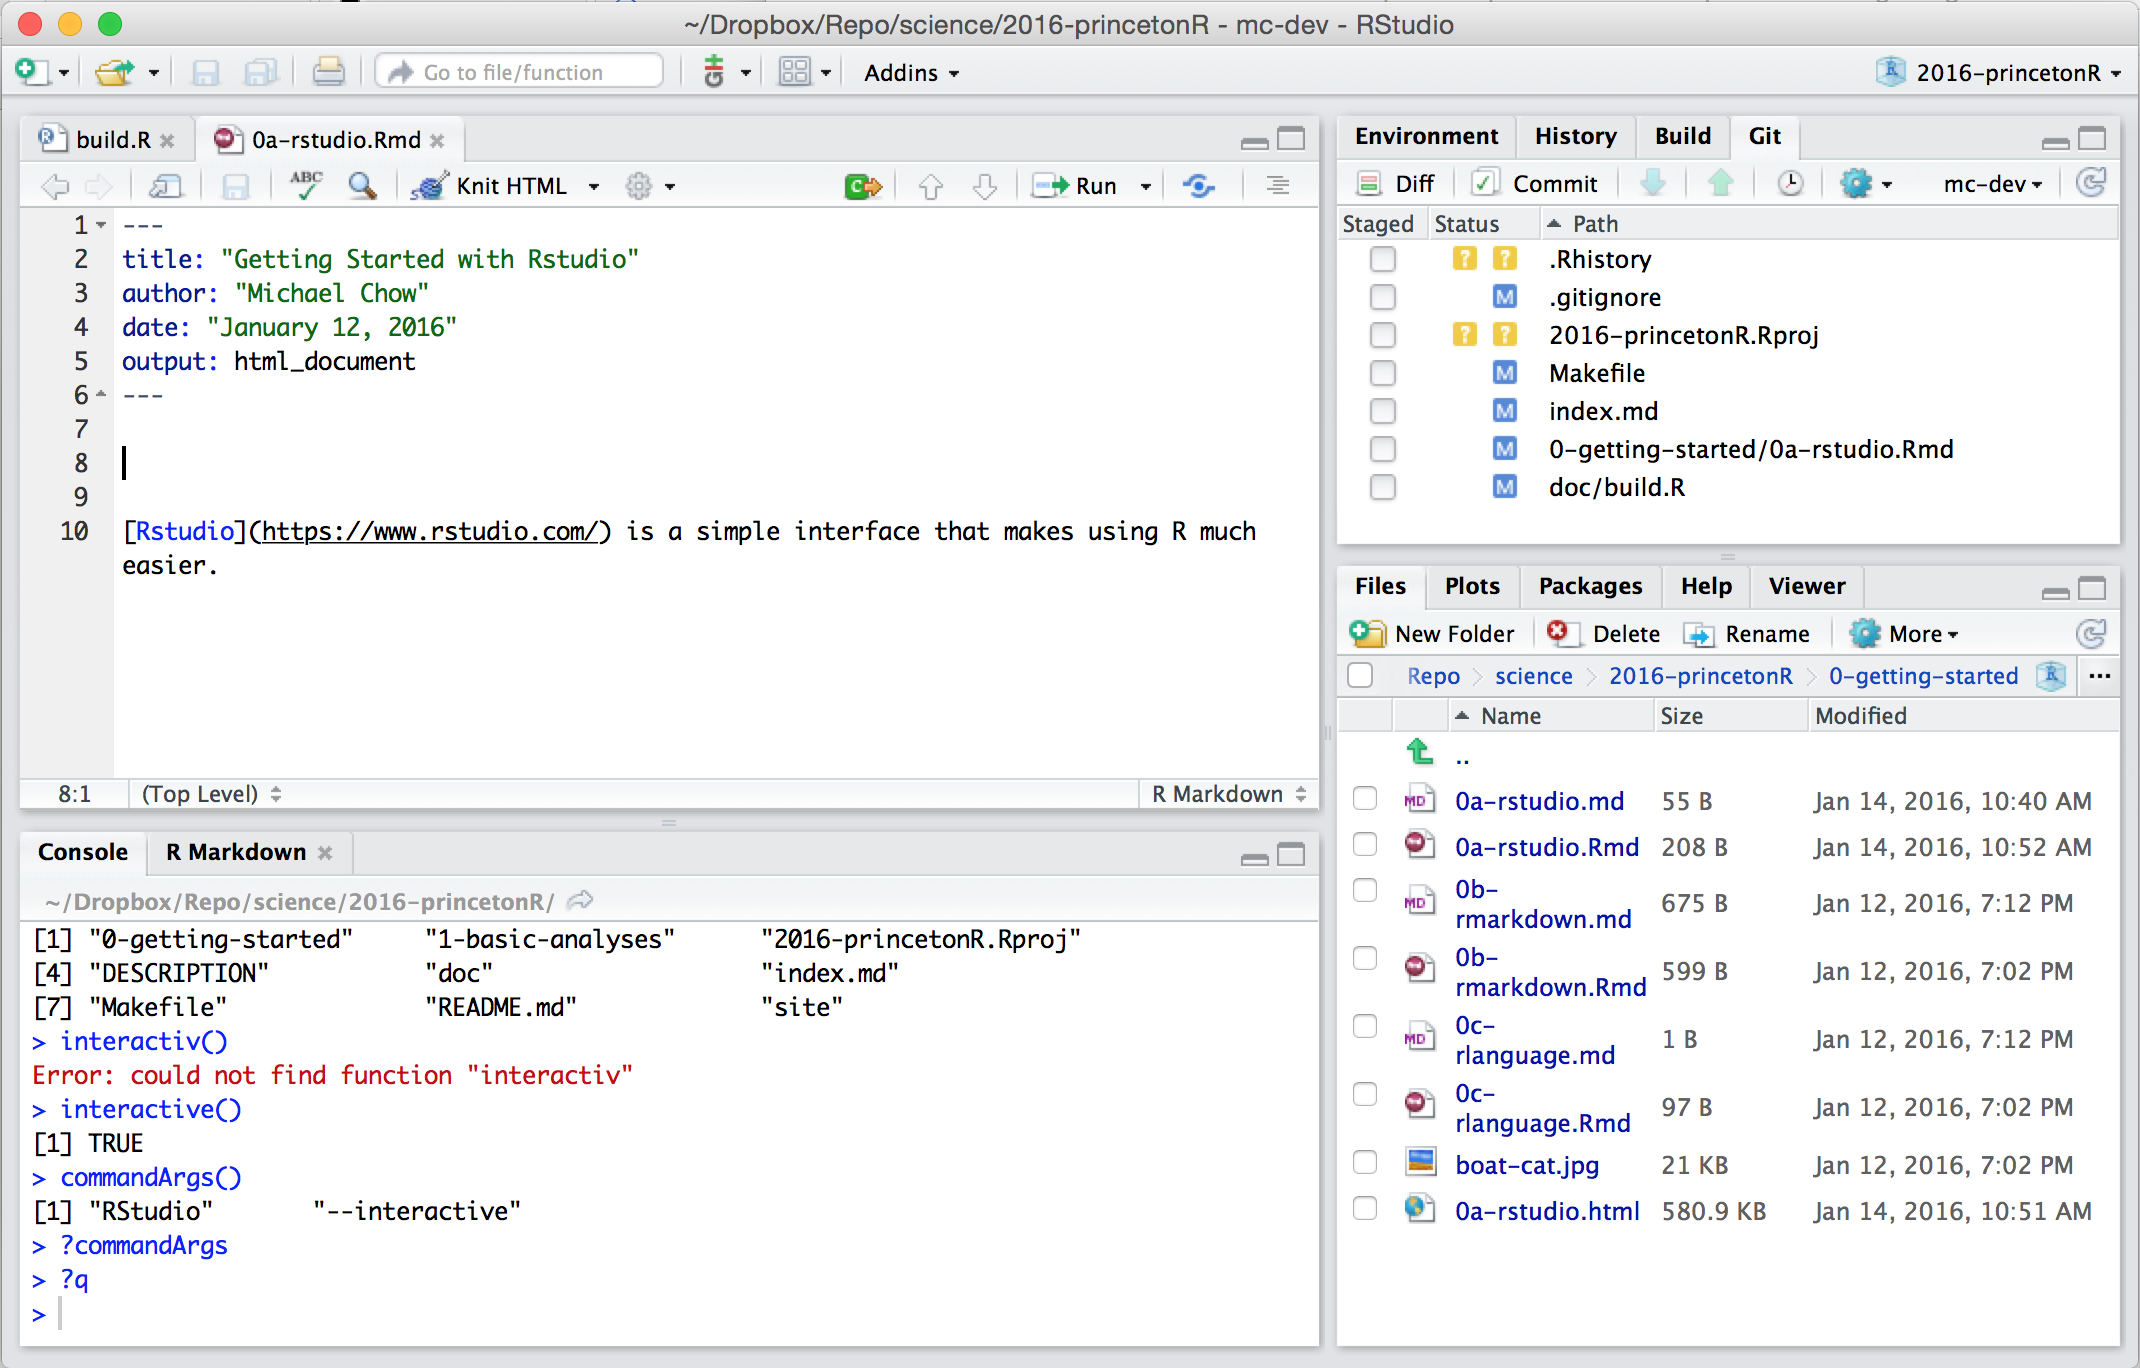 ~/Dropbox/Repo/science/2016-princetonR - mc-dev - RStudio
Go to file/function
Addins
2016-princetonR
build.R
0a-rstudio.Rmd
ABC
Knit HTML
Run
1 ---
2 title: "Getting Started with Rstudio"
3 author: "Michael Chow"
4 date: "January 12, 2016"
5 output: html_document
6 ---
7
8
9
10 [Rstudio](https://www.rstudio.com/) is a simple interface that makes using R much
easier.
8:1 (Top Level) R Markdown
Console R Markdown
~/Dropbox/Repo/science/2016-princetonR/
[1] "0-getting-started" "1-basic-analyses" "2016-princetonR.Rproj"
[4] "DESCRIPTION" "doc" "index.md"
[7] "Makefile" "README.md" "site"
> interactiv()
Error: could not find function "interactiv"
> interactive()
[1] TRUE
> commandArgs()
[1] "RStudio" "--interactive"
> ?commandArgs
> ?q
>
Environment History Build Git
Diff Commit mc-dev
Staged Status Path
? ? .Rhistory
M .gitignore
? ? 2016-princetonR.Rproj
M Makefile
M index.md
M 0-getting-started/0a-rstudio.Rmd
M doc/build.R
Files Plots Packages Help Viewer
New Folder Delete Rename More
Repo science 2016-princetonR 0-getting-started ...
Name Size Modified
..
0a-rstudio.md 55 B Jan 14, 2016, 10:40 AM
0a-rstudio.Rmd 208 B Jan 14, 2016, 10:52 AM
0b-
rmarkdown.md 675 B Jan 12, 2016, 7:12 PM
0b-
rmarkdown.Rmd 599 B Jan 12, 2016, 7:02 PM
0c-
rlanguage.md 1 B Jan 12, 2016, 7:12 PM
0c-
rlanguage.Rmd 97 B Jan 12, 2016, 7:02 PM
boat-cat.jpg 21 KB Jan 12, 2016, 7:02 PM
0a-rstudio.html 580.9 KB Jan 14, 2016, 10:51 AM